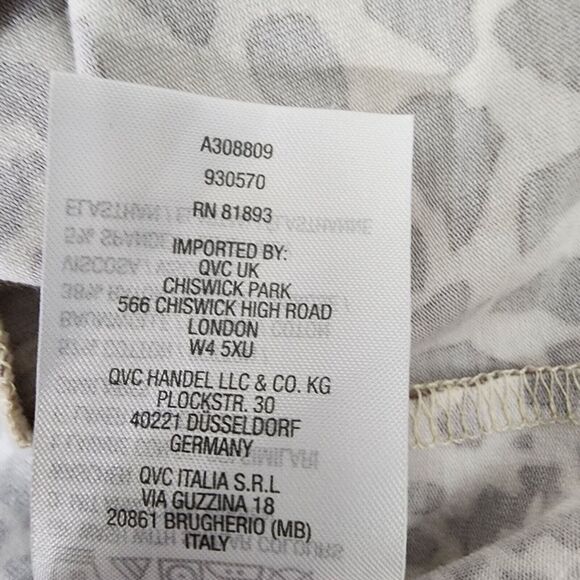 A308809
930570
RN 81893
IMPORTED BY:
QVC UK
CHISWICK PARK
566 CHISWICK HIGH ROAD
LONDON
W4 5XU
QVC HANDEL LLC & CO. KG
PLOCKSTR. 30
40221 DÜSSELDORF
GERMANY
QVC ITALIA S.R.L
VIA GUZZINA 18
20861 BRUGHERIO (MB)
ITALY